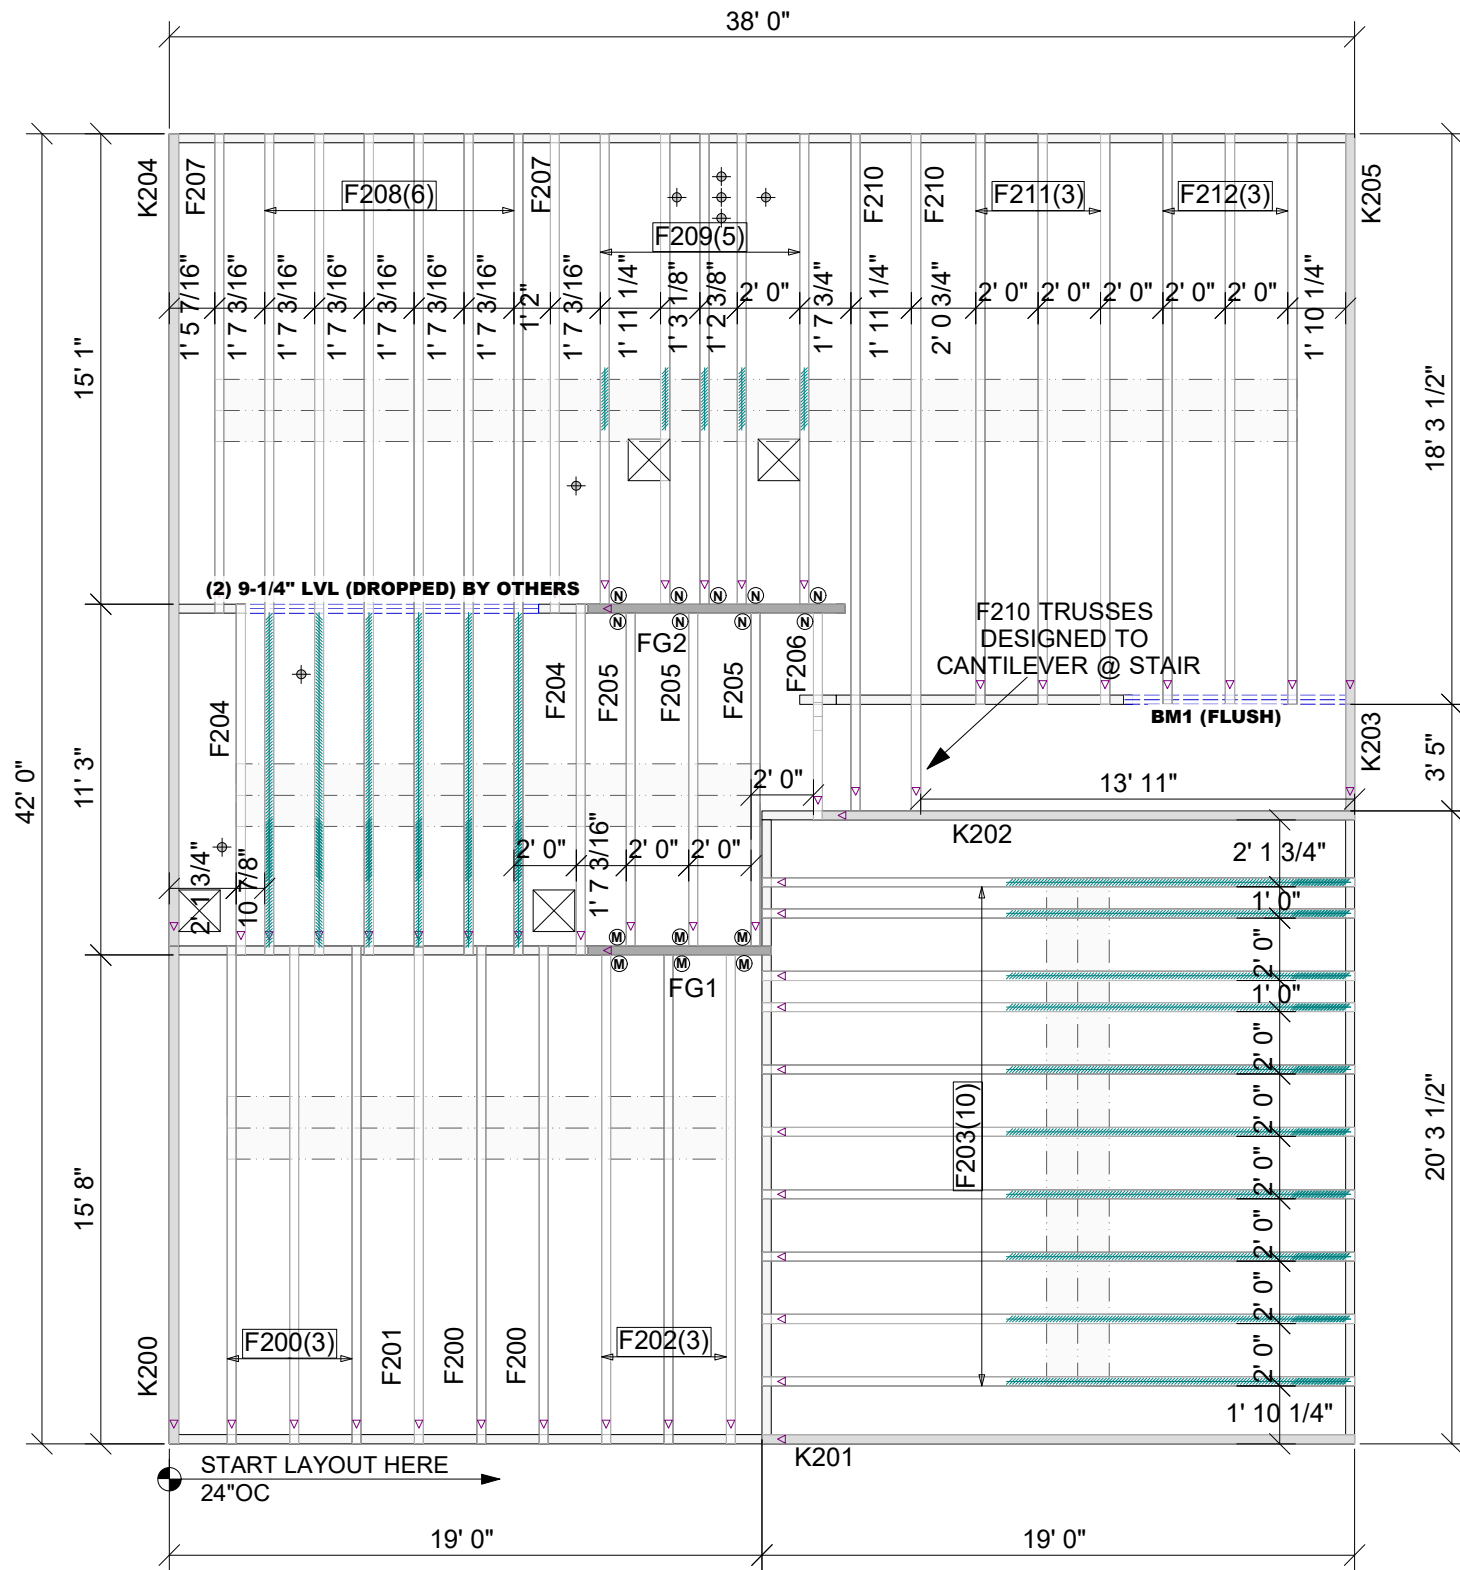 38' 0"
K204
F207
F208(6)
F207
F209(5)
F210
F210
F211(3)
F212(3)
K205
1' 5 7/16"
1' 7 3/16"
1' 7 3/16"
1' 7 3/16"
1' 7 3/16"
1' 7 3/16"
1' 7 3/16"
1' 2"
1' 7 3/16"
1' 11 1/4"
1' 3 1/8"
1' 2 3/8"
2' 0"
1' 7 3/4"
1' 11 1/4"
2' 0 3/4"
2' 0"
2' 0"
2' 0"
2' 0"
2' 0"
1' 10 1/4"
15' 1"
18' 3 1/2"
(2) 9-1/4" LVL (DROPPED) BY OTHERS
N
N
N
N
N
N
N
N
N
FG2
F210 TRUSSES
DESIGNED TO
CANTILEVER @ STAIR
F204
F204
F205
F205
F205
F206
BM1 (FLUSH)
K203
3' 5"
42' 0"
11' 3"
2' 0"
13' 11"
K202
2' 1 3/4"
10 7/8"
2' 0"
1' 7 3/16"
2' 0"
2' 0"
M
M
M
M
M
M
FG1
2' 1 3/4"
1' 0"
2' 0"
1' 0"
2' 0"
2' 0"
2' 0"
2' 0"
2' 0"
2' 0"
1' 10 1/4"
F203(10)
20' 3 1/2"
15' 8"
K200
F200(3)
F201
F200
F200
F202(3)
K201
START LAYOUT HERE
24"OC
19' 0"
19' 0"